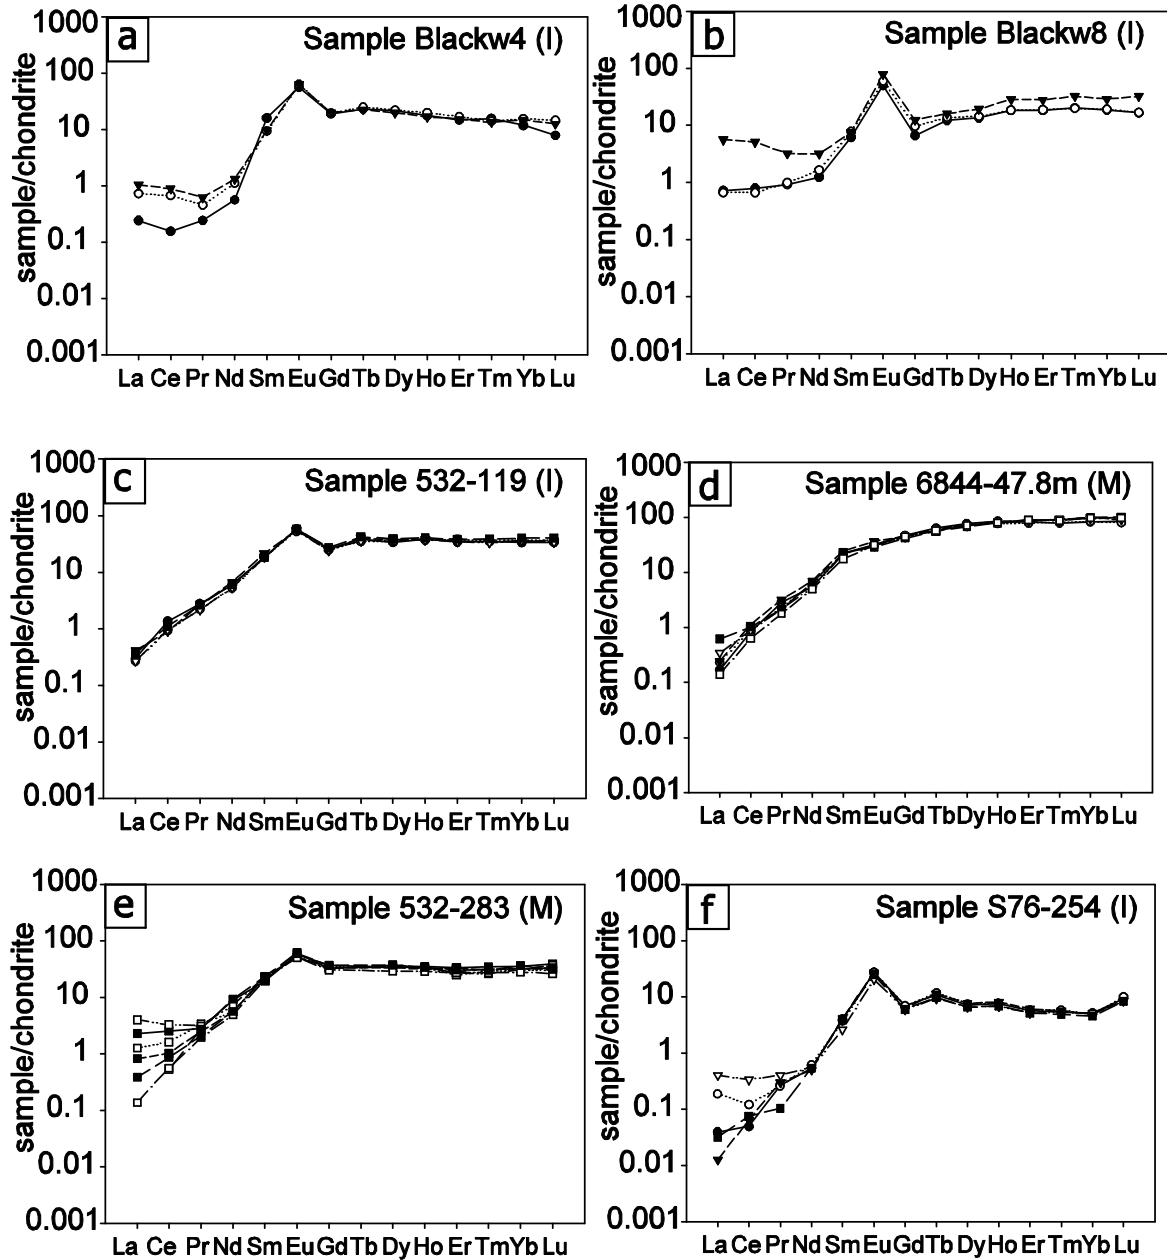 a
Sample Blackw4 (I)
sample/chondrite
1000
100
10
1
0.1
0.01
0.001
La Ce Pr Nd Sm Eu Gd Tb Dy Ho Er Tm Yb Lu
b
Sample Blackw8 (I)
sample/chondrite
1000
100
10
1
0.1
0.01
0.001
La Ce Pr Nd Sm Eu Gd Tb Dy Ho Er Tm Yb Lu
c
Sample 532-119 (I)
sample/chondrite
1000
100
10
1
0.1
0.01
0.001
La Ce Pr Nd Sm Eu Gd Tb Dy Ho Er Tm Yb Lu
d
Sample 6844-47.8m (M)
sample/chondrite
1000
100
10
1
0.1
0.01
0.001
La Ce Pr Nd Sm Eu Gd Tb Dy Ho Er Tm Yb Lu
e
Sample 532-283 (M)
sample/chondrite
1000
100
10
1
0.1
0.01
0.001
La Ce Pr Nd Sm Eu Gd Tb Dy Ho Er Tm Yb Lu
f
Sample S76-254 (I)
sample/chondrite
1000
100
10
1
0.1
0.01
0.001
La Ce Pr Nd Sm Eu Gd Tb Dy Ho Er Tm Yb Lu